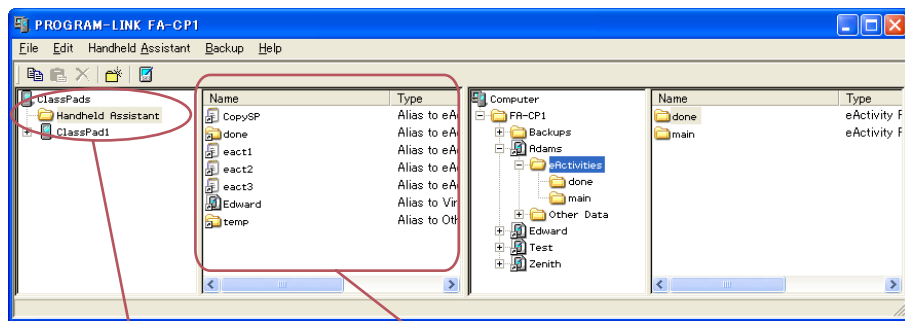 PROGRAM-LINK FA-CP1
File Edit Handheld Assistant Backup Help
ClassPads
Handheld Assistant
ClassPad1
Name Type
CopySP Alias to eA
done Alias to eA
eact1 Alias to eA
eact2 Alias to eA
eact3 Alias to eA
Edward Alias to Vir
temp Alias to Oth
Computer
FA-CP1
Backups
Adams
eActivities
done
main
Other Data
Edward
Test
Zenith
Name Type
done eActivity F
main eActivity F